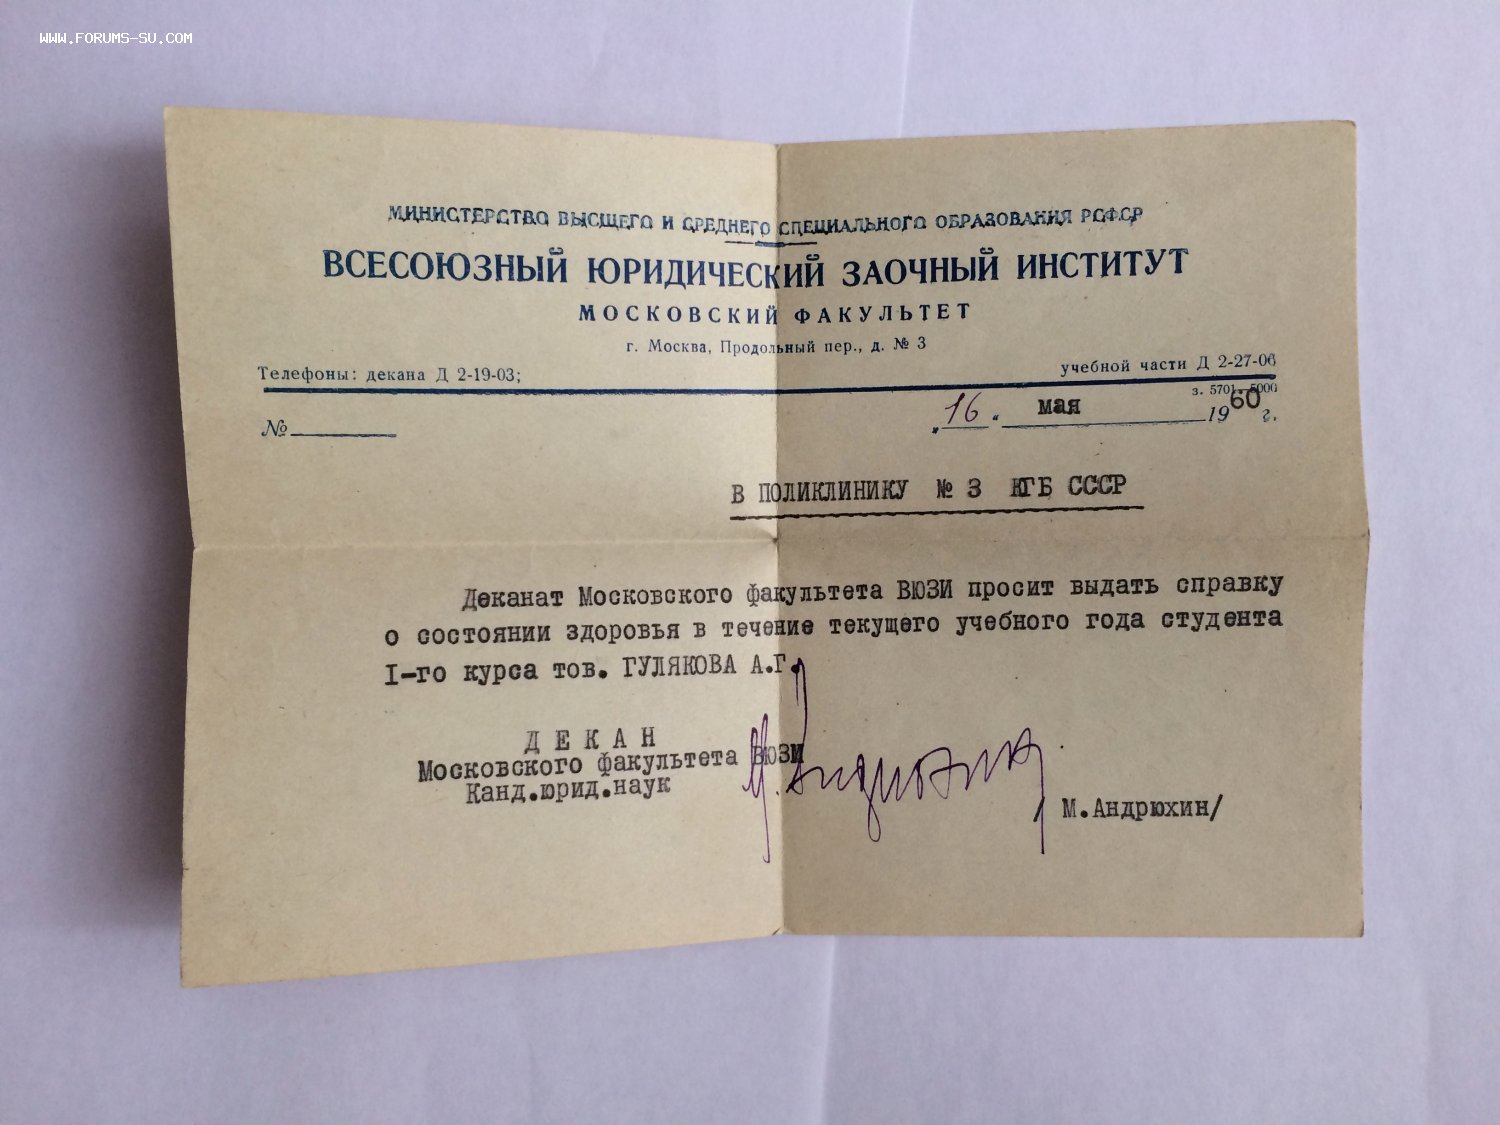 WWW.FORUMS-SU.COM
МИНИСТЕРСТВО ВЫСШЕГО И СРЕДНЕГО СПЕЦИАЛЬНОГО ОБРАЗОВАНИЯ РСФСР
ВСЕСОЮЗНЫЙ ЮРИДИЧЕСКИЙ ЗАОЧНЫЙ ИНСТИТУТ
МОСКОВСКИЙ ФАКУЛЬТЕТ
г. Москва, Продольный пер., д. № 3
Телефоны: декана Д 2-19-03; учебной части Д 2-27-06
з. 5701—5000
№ „16“ мая 1960 г.
В ПОЛИКЛИНИКУ № 3 КГБ СССР
Деканат Московского факультета ВЮЗИ просит выдать справку
о состоянии здоровья в течение текущего учебного года студента
I-го курса тов. ГУЛЯКОВА А.Г.
ДЕКАН
Московского факультета ВЮЗИ
Канд.юрид.наук
М. Андрюхин
/ М.Андрюхин/